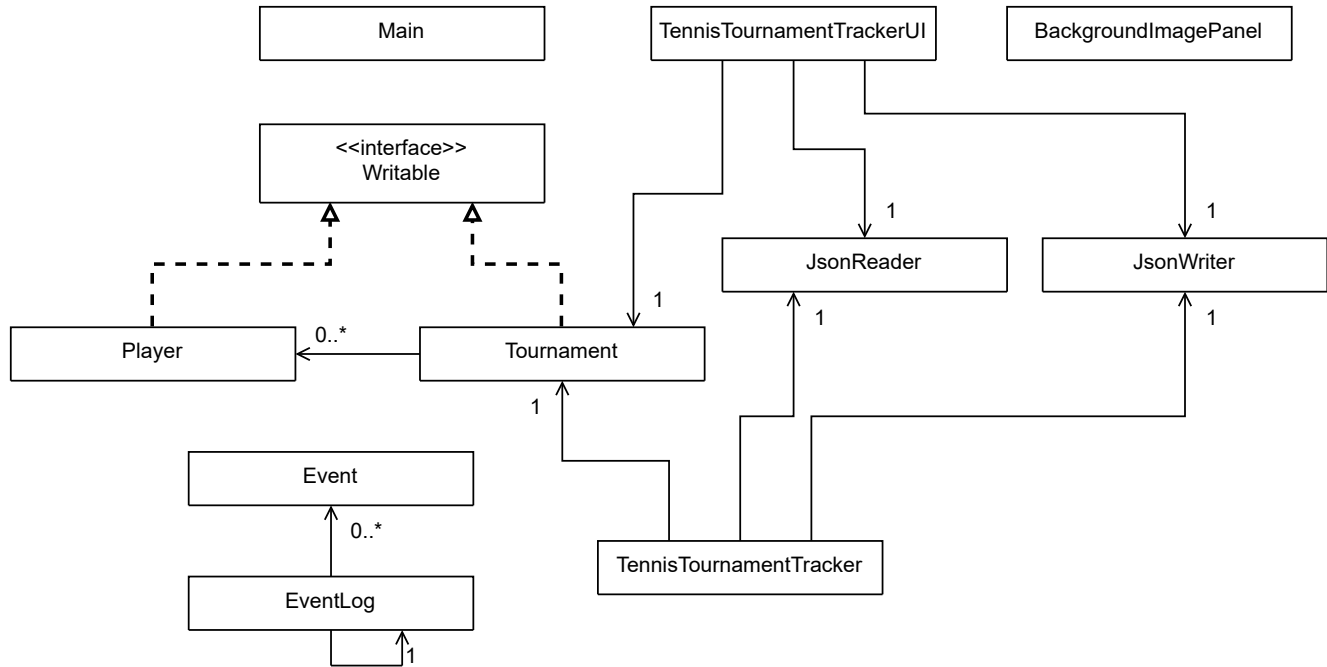 Main
TennisTournamentTrackerUI
BackgroundImagePanel
<<interface>>
Writable
1
1
JsonReader
JsonWriter
1
1
1
0..*
Player
Tournament
1
Event
0..*
TennisTournamentTracker
EventLog
1